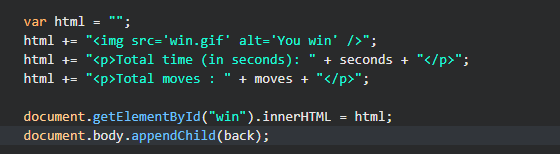 var html = "";
html += "<img src='win.gif' alt='You win' />";
html += "<p>Total time (in seconds): " + seconds + "</p>";
html += "<p>Total moves : " + moves + "</p>";
document.getElementById("win").innerHTML = html;
document.body.appendChild(back);